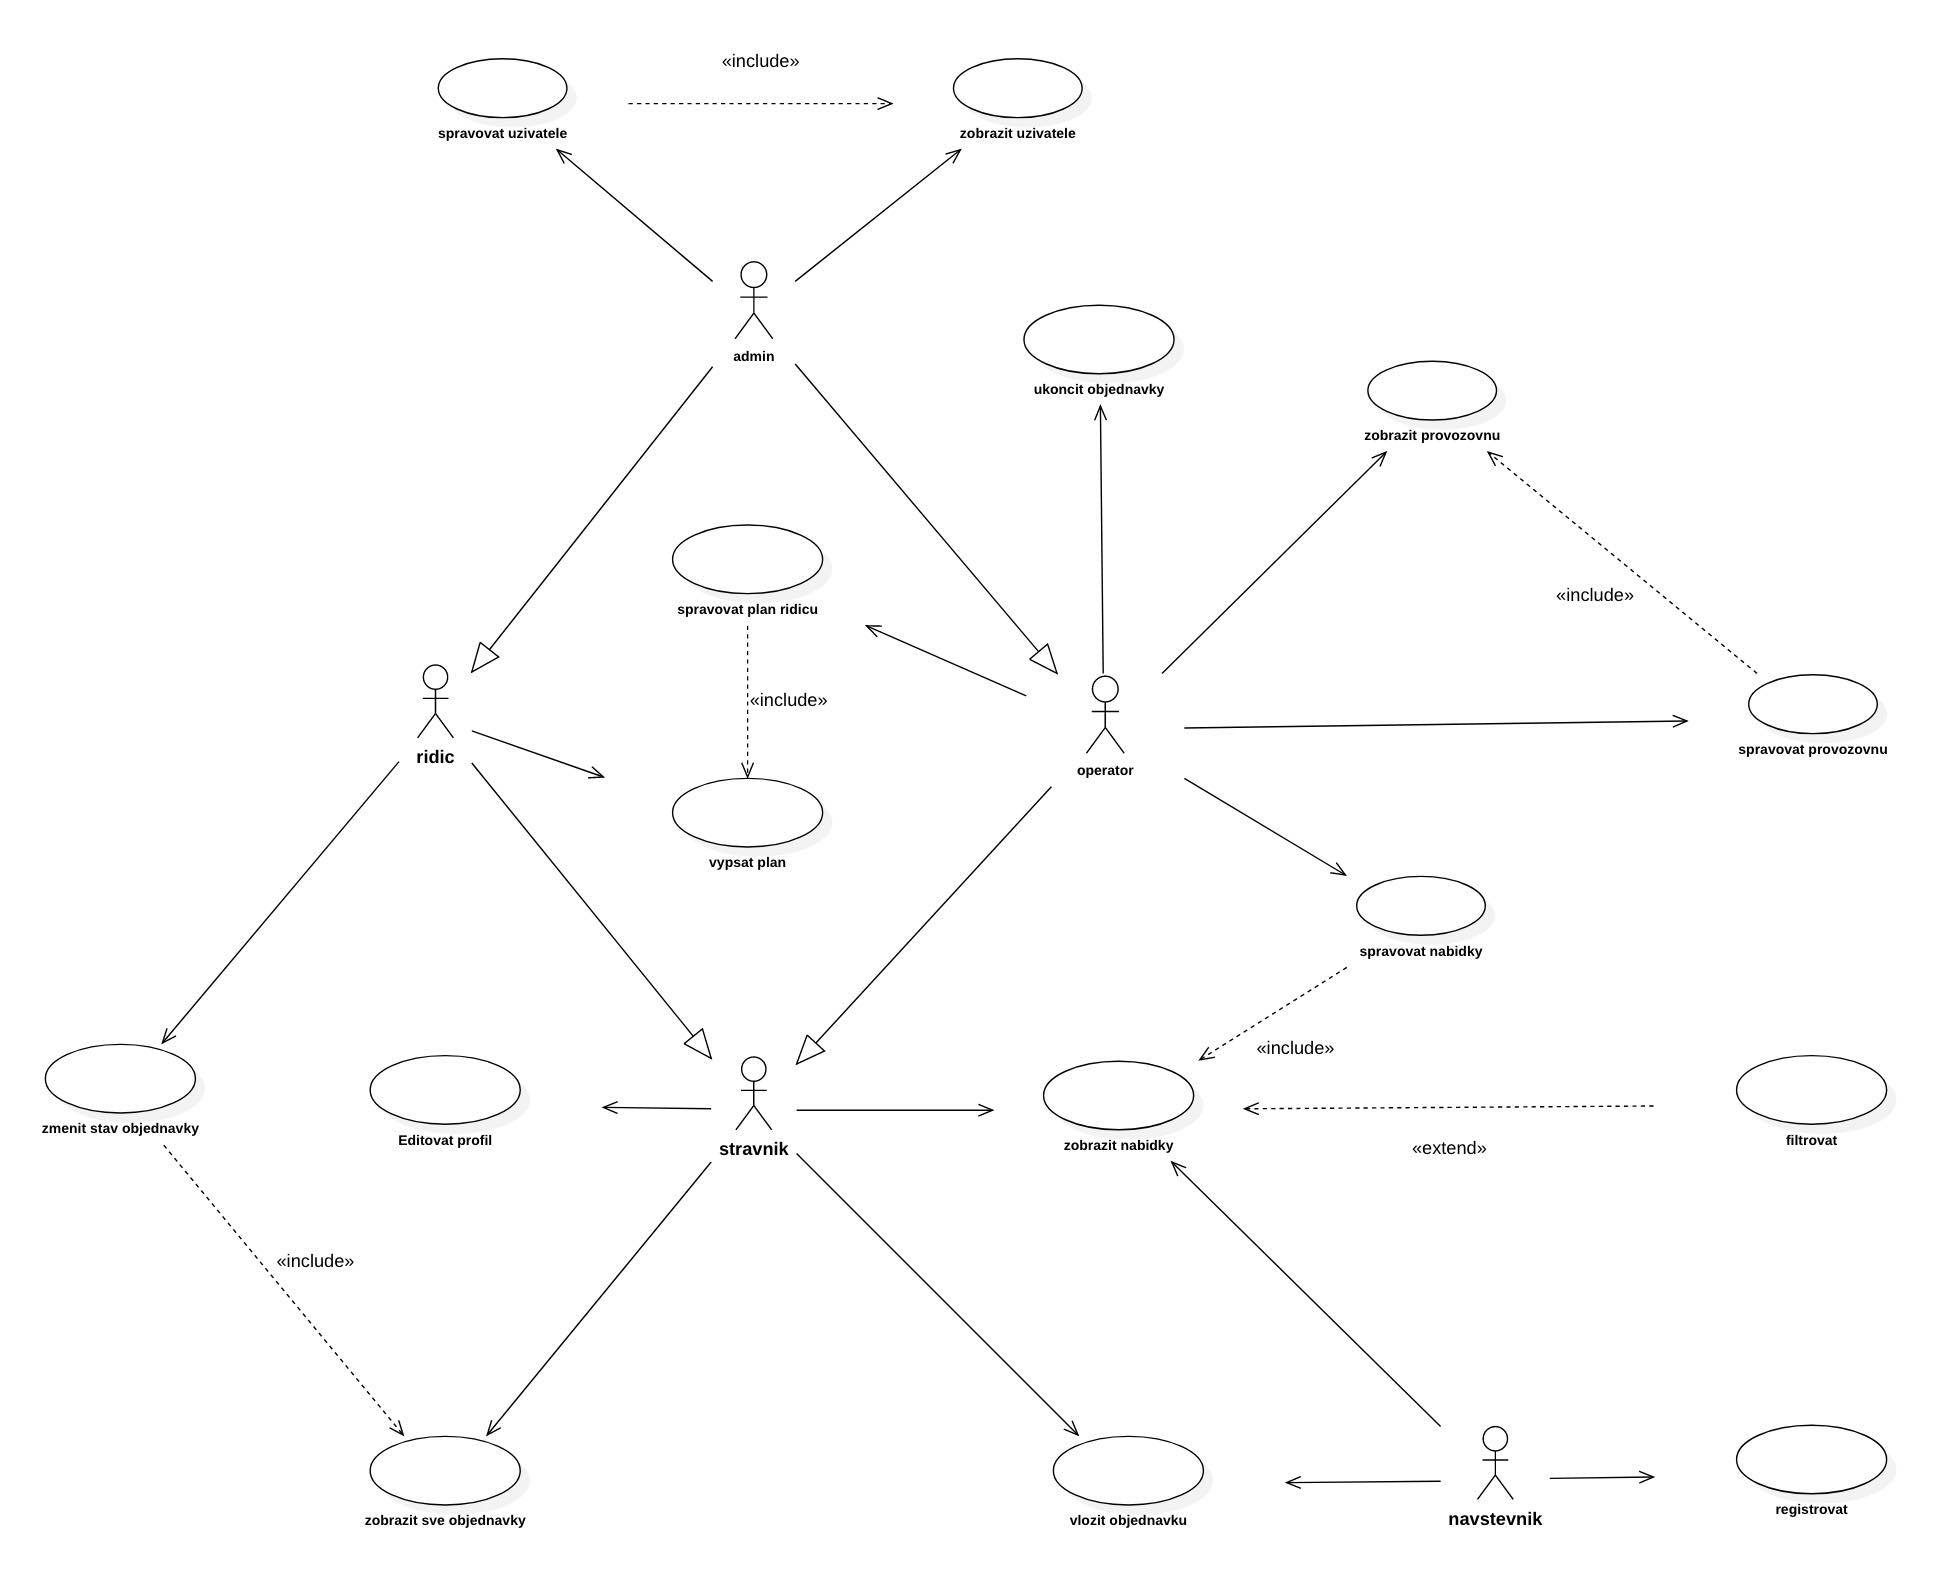 «include»
spravovat uzivatele
zobrazit uzivatele
admin
ukoncit objednavky
zobrazit provozovnu
«include»
spravovat plan ridicu
«include»
spravovat provozovnu
ridic
operator
vypsat plan
spravovat nabidky
«include»
zmenit stav objednavky
Editovat profil
stravnik
zobrazit nabidky
«extend»
filtrovat
«include»
zobrazit sve objednavky
vlozit objednavku
navstevnik
registrovat